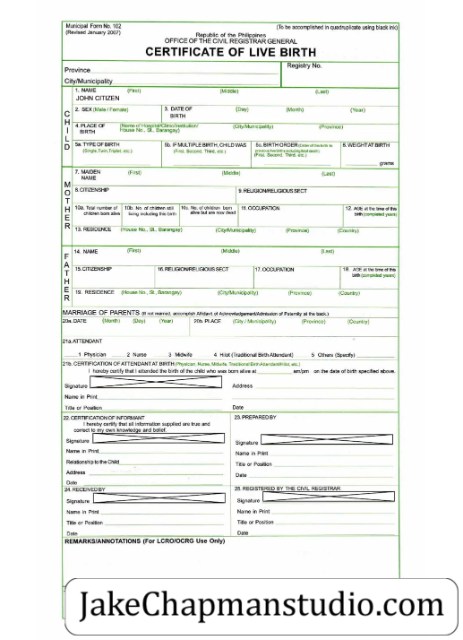 Municipal Form No. 102 (To be accomplished in quadruplicate using black ink)
(Revised January 2007)
Republic of the Philippines
OFFICE OF THE CIVIL REGISTRAR GENERAL
CERTIFICATE OF LIVE BIRTH
Province Registry No.
City/Municipality
CHILD
1. NAME (First) (Middle) (Last)
JOHN CITIZEN
2. SEX (Male / Female) 3. DATE OF BIRTH (Day) (Month) (Year)
4. PLACE OF BIRTH (Name of Hospital/Clinic/Institution/ House No., St., Barangay) (City/Municipality) (Province)
5a. TYPE OF BIRTH (Single, Twin, Triplet, etc.) 5b. IF MULTIPLE BIRTH, CHILD WAS (First, Second, Third, etc.) 5c. BIRTH ORDER (First, Second, Third, etc.) 6. WEIGHT AT BIRTH
grams
MOTHER
7. MAIDEN NAME (First) (Middle) (Last)
8. CITIZENSHIP 9. RELIGION/RELIGIOUS SECT
10a. Total number of children born alive 10b. No. of children still living including this birth 10c. No. of children born alive but are now dead 11. OCCUPATION 12. AGE at the time of this birth (completed years)
13. RESIDENCE (House No., St., Barangay) (City/Municipality) (Province) (Country)
FATHER
14. NAME (First) (Middle) (Last)
15. CITIZENSHIP 16. RELIGION/RELIGIOUS SECT 17. OCCUPATION 18. AGE at the time of this birth (completed years)
19. RESIDENCE (House No., St., Barangay) (City/Municipality) (Province) (Country)
MARRIAGE OF PARENTS (If not married, accomplish Affidavit of Acknowledgement/Admission of Paternity at the back.)
20a. DATE (Month) (Day) (Year) 20b. PLACE (City / Municipality) (Province) (Country)
21a. ATTENDANT
1 Physician 2 Nurse 3 Midwife 4 Hilot (Traditional Birth Attendant) 5 Others (Specify)
21b. CERTIFICATION OF ATTENDANT AT BIRTH (Physician, Nurse, Midwife, Traditional Birth Attendant/Hilot, etc.)
I hereby certify that I attended the birth of the child who was born alive at am/pm on the date of birth specified above.
Signature Address
Name in Print
Title or Position Date
22. CERTIFICATION OF INFORMANT 23. PREPARED BY
I hereby certify that all information supplied are true and
correct to my own knowledge and belief.
Signature Signature
Name in Print Name in Print
Relationship to the Child Title or Position
Address Date
Date
24. RECEIVED BY 25. REGISTERED BY THE CIVIL REGISTRAR
Signature Signature
Name in Print Name in Print
Title or Position Title or Position
Date Date
REMARKS/ANNOTATIONS (For LCRO/OCRG Use Only)
JakeChapmanstudio.com